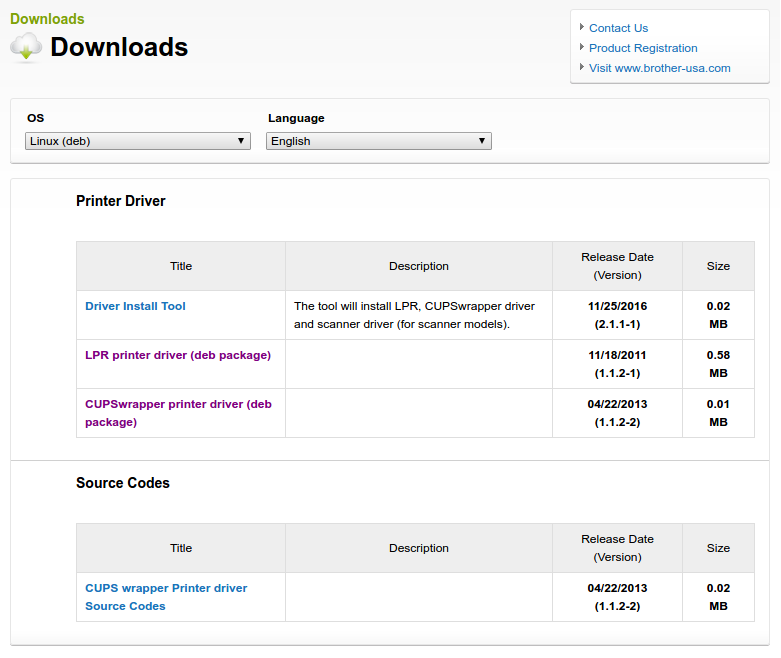 Downloads
Downloads
Contact Us
Product Registration
Visit www.brother-usa.com
OS
Language
Linux (deb)
English
Printer Driver
Title
Description
Release Date
(Version)
Size
Driver Install Tool
The tool will install LPR, CUPSwrapper driver
and scanner driver (for scanner models).
11/25/2016
(2.1.1-1)
0.02
MB
LPR printer driver (deb package)
11/18/2011
(1.1.2-1)
0.58
MB
CUPSwrapper printer driver (deb
package)
04/22/2013
(1.1.2-2)
0.01
MB
Source Codes
Title
Description
Release Date
(Version)
Size
CUPS wrapper Printer driver
Source Codes
04/22/2013
(1.1.2-2)
0.02
MB